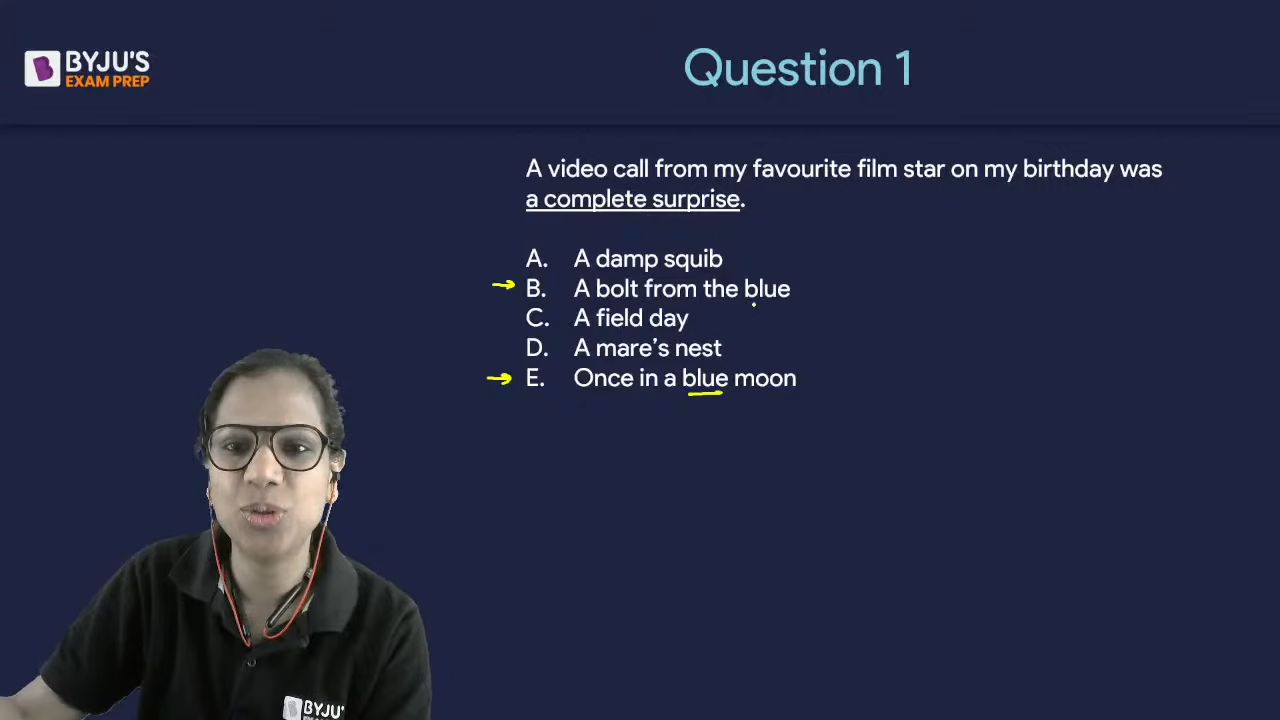 BYJU'S
EXAM PREP
Question 1
A video call from my favourite film star on my birthday was
a complete surprise.
A. A damp squib
B. A bolt from the blue
C. A field day
D. A mare's nest
E. Once in a blue moon
BYJU'